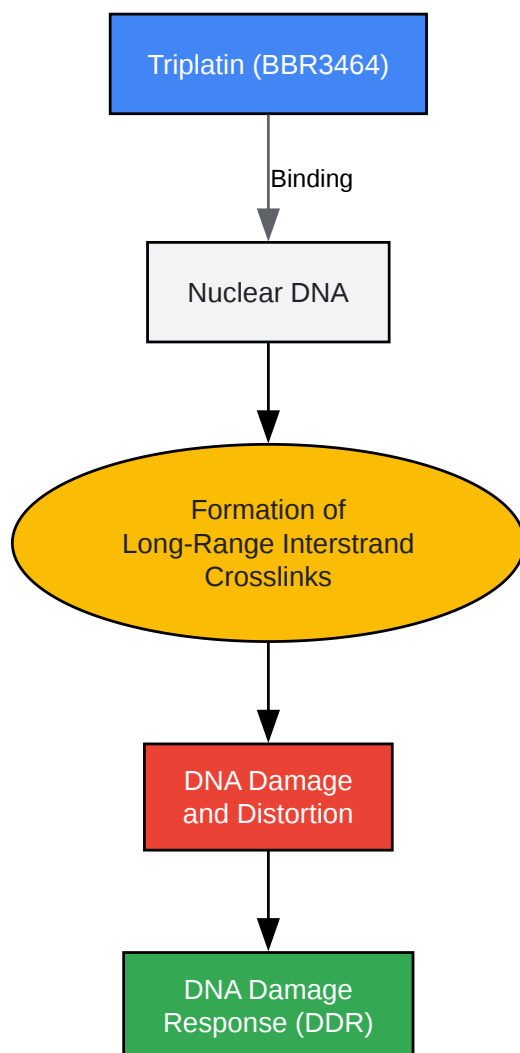 Triplatin (BBR3464)
Binding
Nuclear DNA
Formation of
Long-Range Interstrand
Crosslinks
DNA Damage
and Distortion
DNA Damage
Response (DDR)